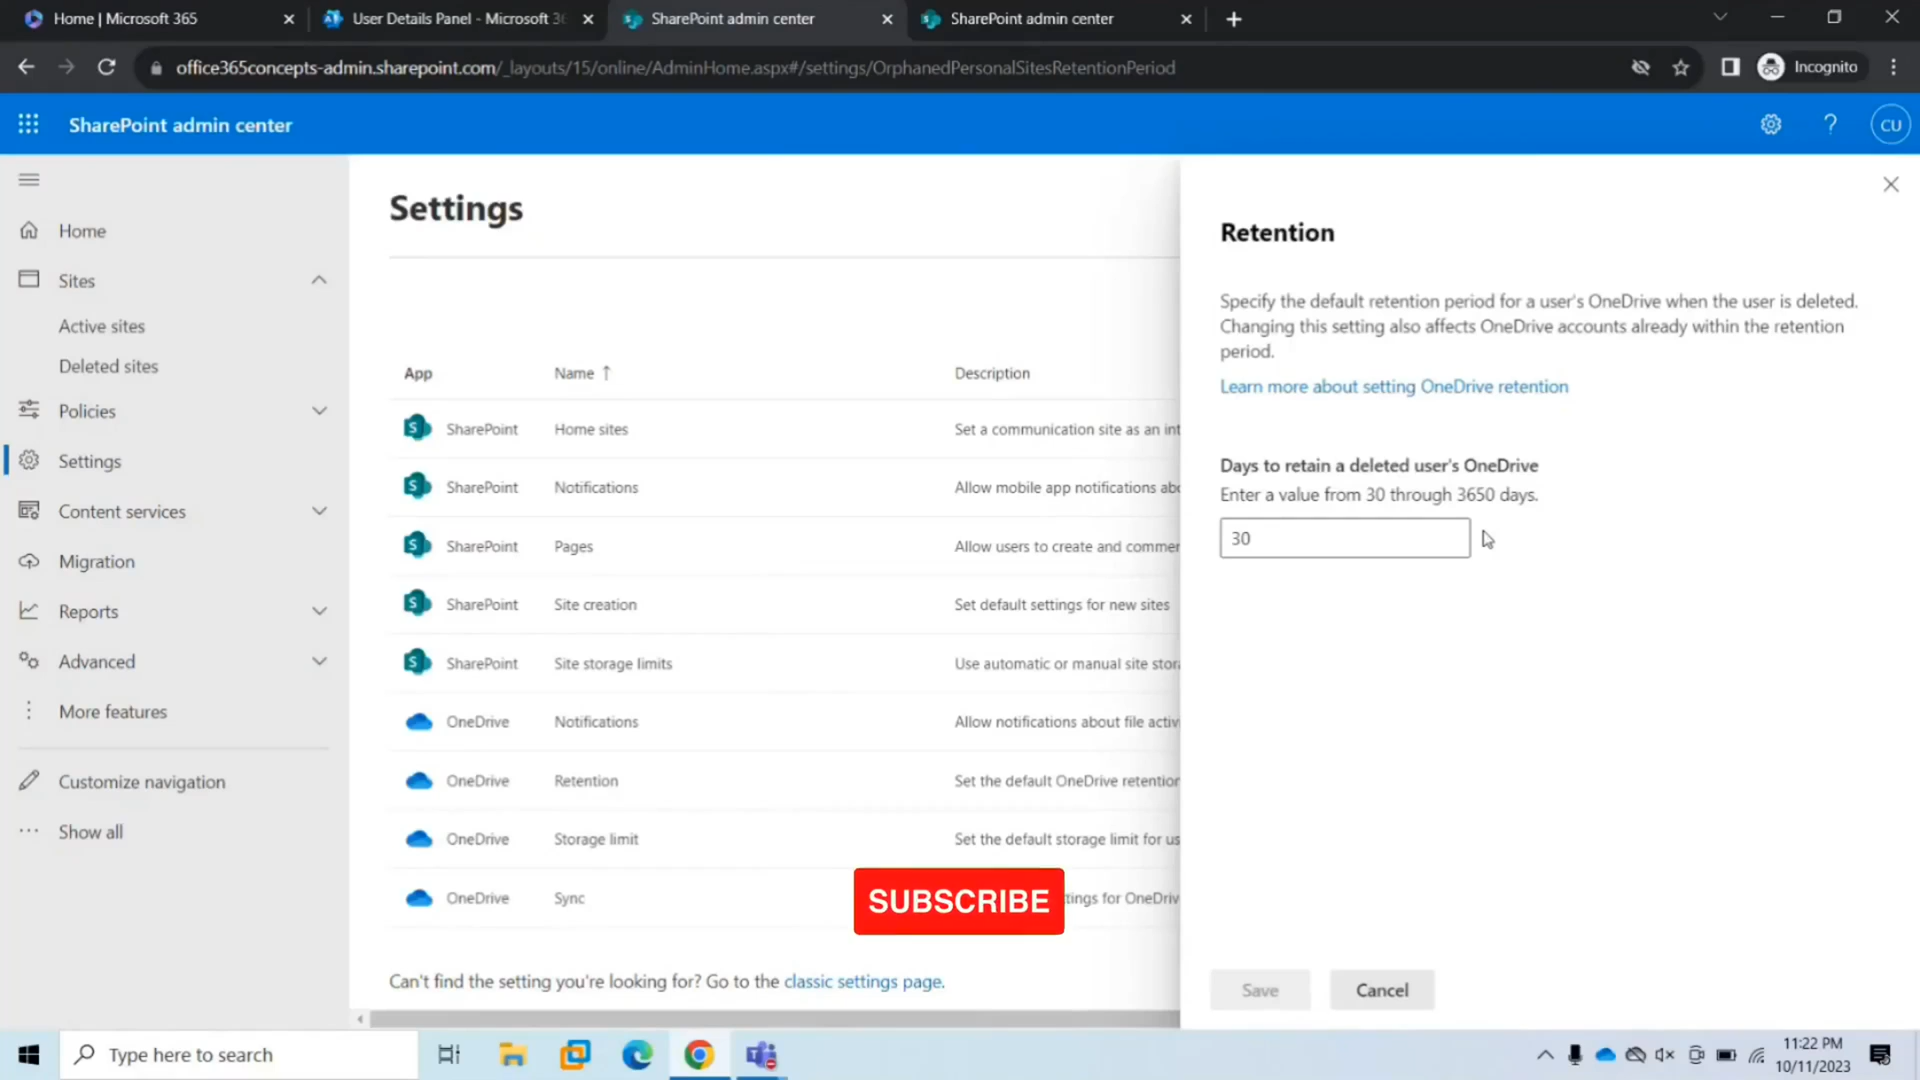 Home | Microsoft 365
User Details Panel - Microsoft 36
SharePoint admin center
SharePoint admin center
office365concepts-admin.sharepoint.com/_layouts/15/online/AdminHome.aspx#/settings/OrphanedPersonalSitesRetentionPeriod
Incognito
SharePoint admin center
?
CU
Home
Sites
Active sites
Deleted sites
Policies
Settings
Content services
Migration
Reports
Advanced
More features
Customize navigation
Show all
Settings
App Name ↑ Description
SharePoint Home sites Set a communication site as an int
SharePoint Notifications Allow mobile app notifications abo
SharePoint Pages Allow users to create and commen
SharePoint Site creation Set default settings for new sites
SharePoint Site storage limits Use automatic or manual site stora
OneDrive Notifications Allow notifications about file activi
OneDrive Retention Set the default OneDrive retention
OneDrive Storage limit Set the default storage limit for us
OneDrive Sync tings for OneDriv
SUBSCRIBE
Can't find the setting you're looking for? Go to the classic settings page.
Retention
Specify the default retention period for a user's OneDrive when the user is deleted.
Changing this setting also affects OneDrive accounts already within the retention
period.
Learn more about setting OneDrive retention
Days to retain a deleted user's OneDrive
Enter a value from 30 through 3650 days.
30
Save
Cancel
Type here to search
11:22 PM
10/11/2023